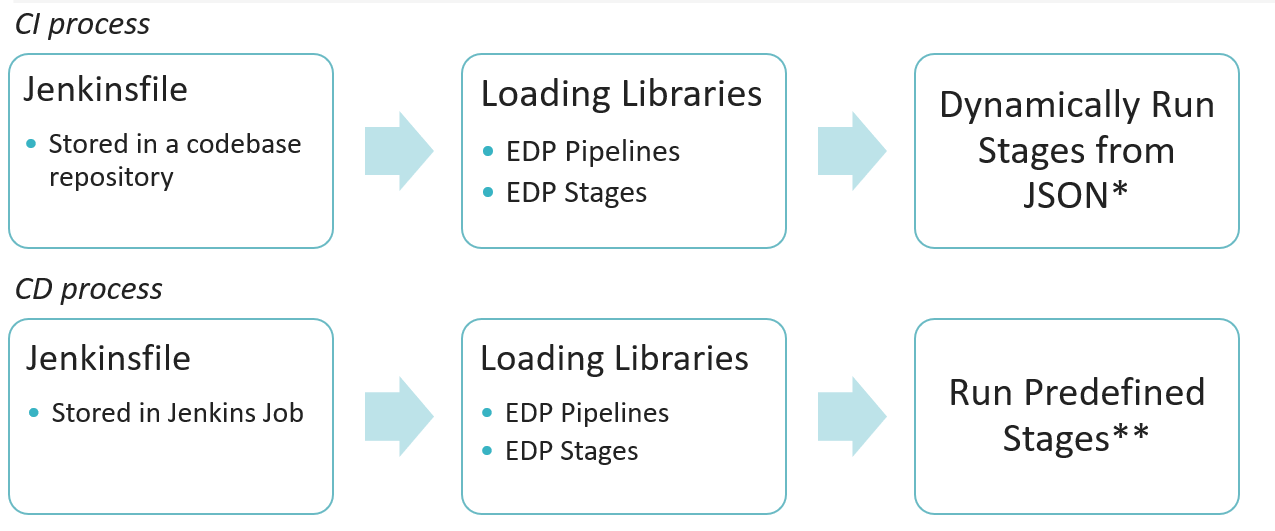 CI process
Jenkinsfile
• Stored in a codebase
repository
Loading Libraries
• EDP Pipelines
• EDP Stages
Dynamically Run
Stages from
JSON*
CD process
Jenkinsfile
• Stored in Jenkins Job
Loading Libraries
• EDP Pipelines
• EDP Stages
Run Predefined
Stages**